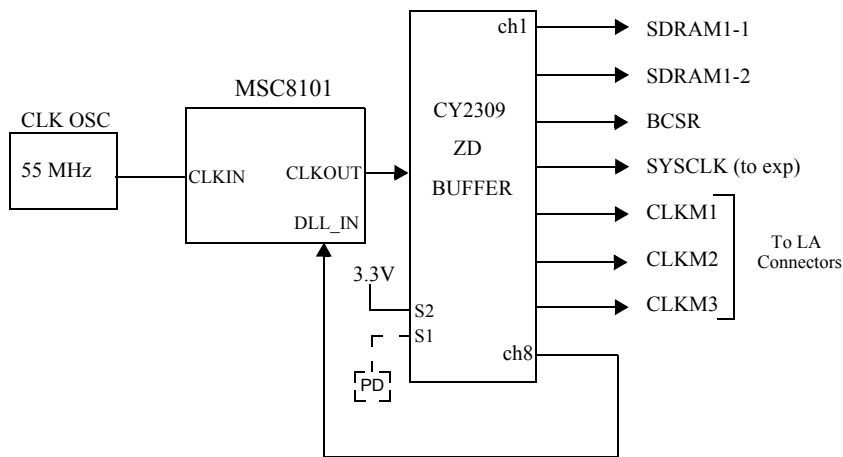 MSC8101
CLK OSC
55 MHz
CLKIN
CLKOUT
DLL_IN
3.3V
S2
S1
PD
CY2309
ZD
BUFFER
ch1
ch8
SDRAM1-1
SDRAM1-2
BCSR
SYSCLK (to exp)
CLKM1
CLKM2
CLKM3
To LA
Connectors